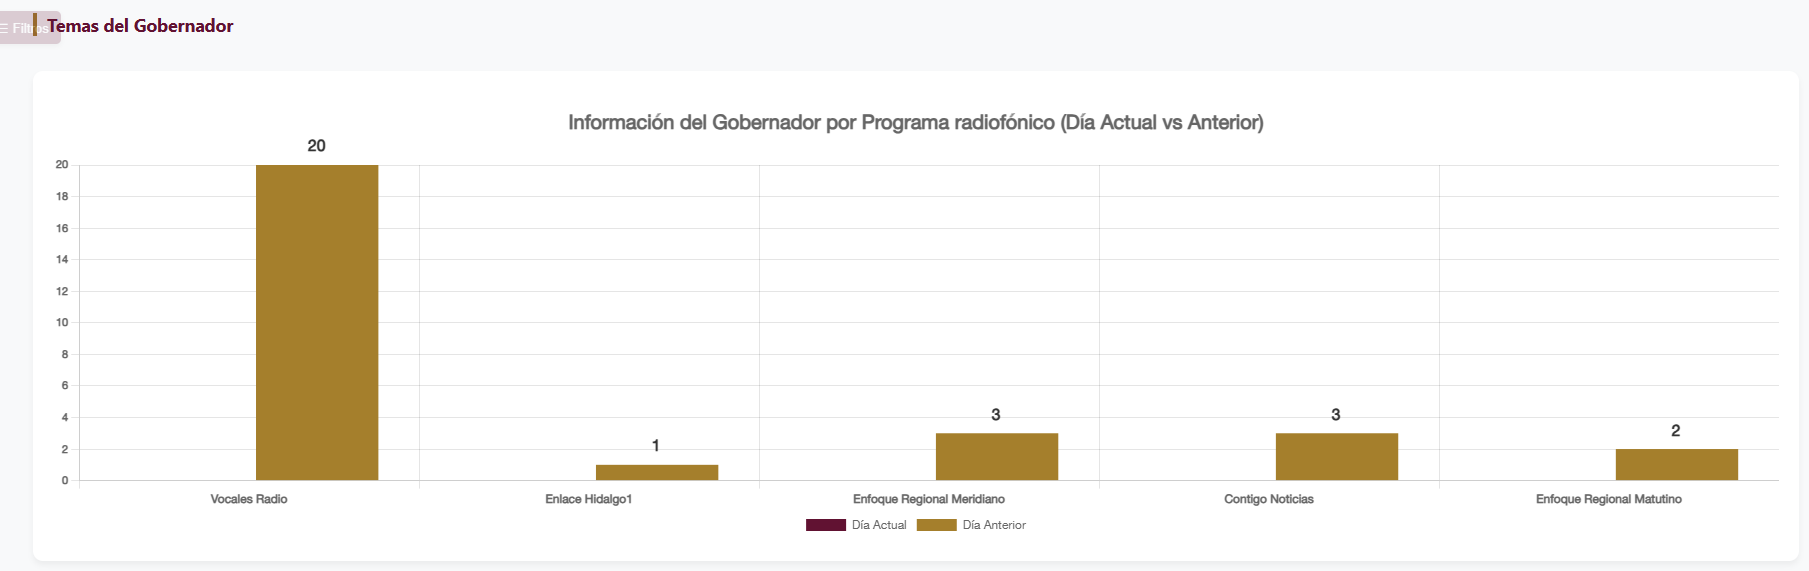 ☰ Filtros
Temas del Gobernador
Información del Gobernador por Programa radiofónico (Día Actual vs Anterior)
20
18
16
14
12
10
8
6
4
2
0
20
1
3
3
2
Vocales Radio
Enlace Hidalgo1
Enfoque Regional Meridiano
Contigo Noticias
Enfoque Regional Matutino
Día Actual
Día Anterior